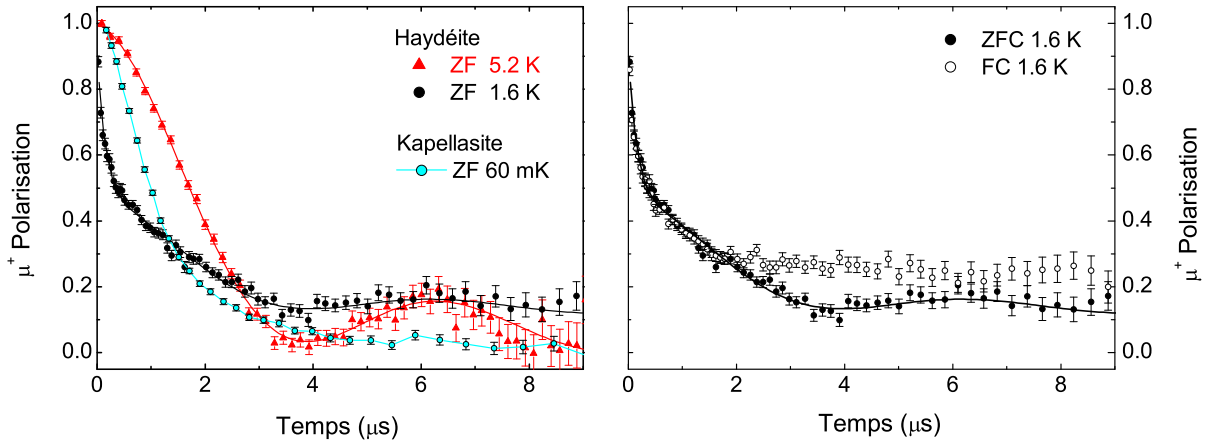 1.0
0.8
0.6
0.4
0.2
0.0
μ⁺ Polarisation
Haydéite
ZF 5.2 K
ZF 1.6 K
Kapellasite
ZF 60 mK
0 2 4 6 8
Temps (μs)
ZFC 1.6 K
FC 1.6 K
1.0
0.8
0.6
0.4
0.2
0.0
μ⁺ Polarisation
0 2 4 6 8
Temps (μs)